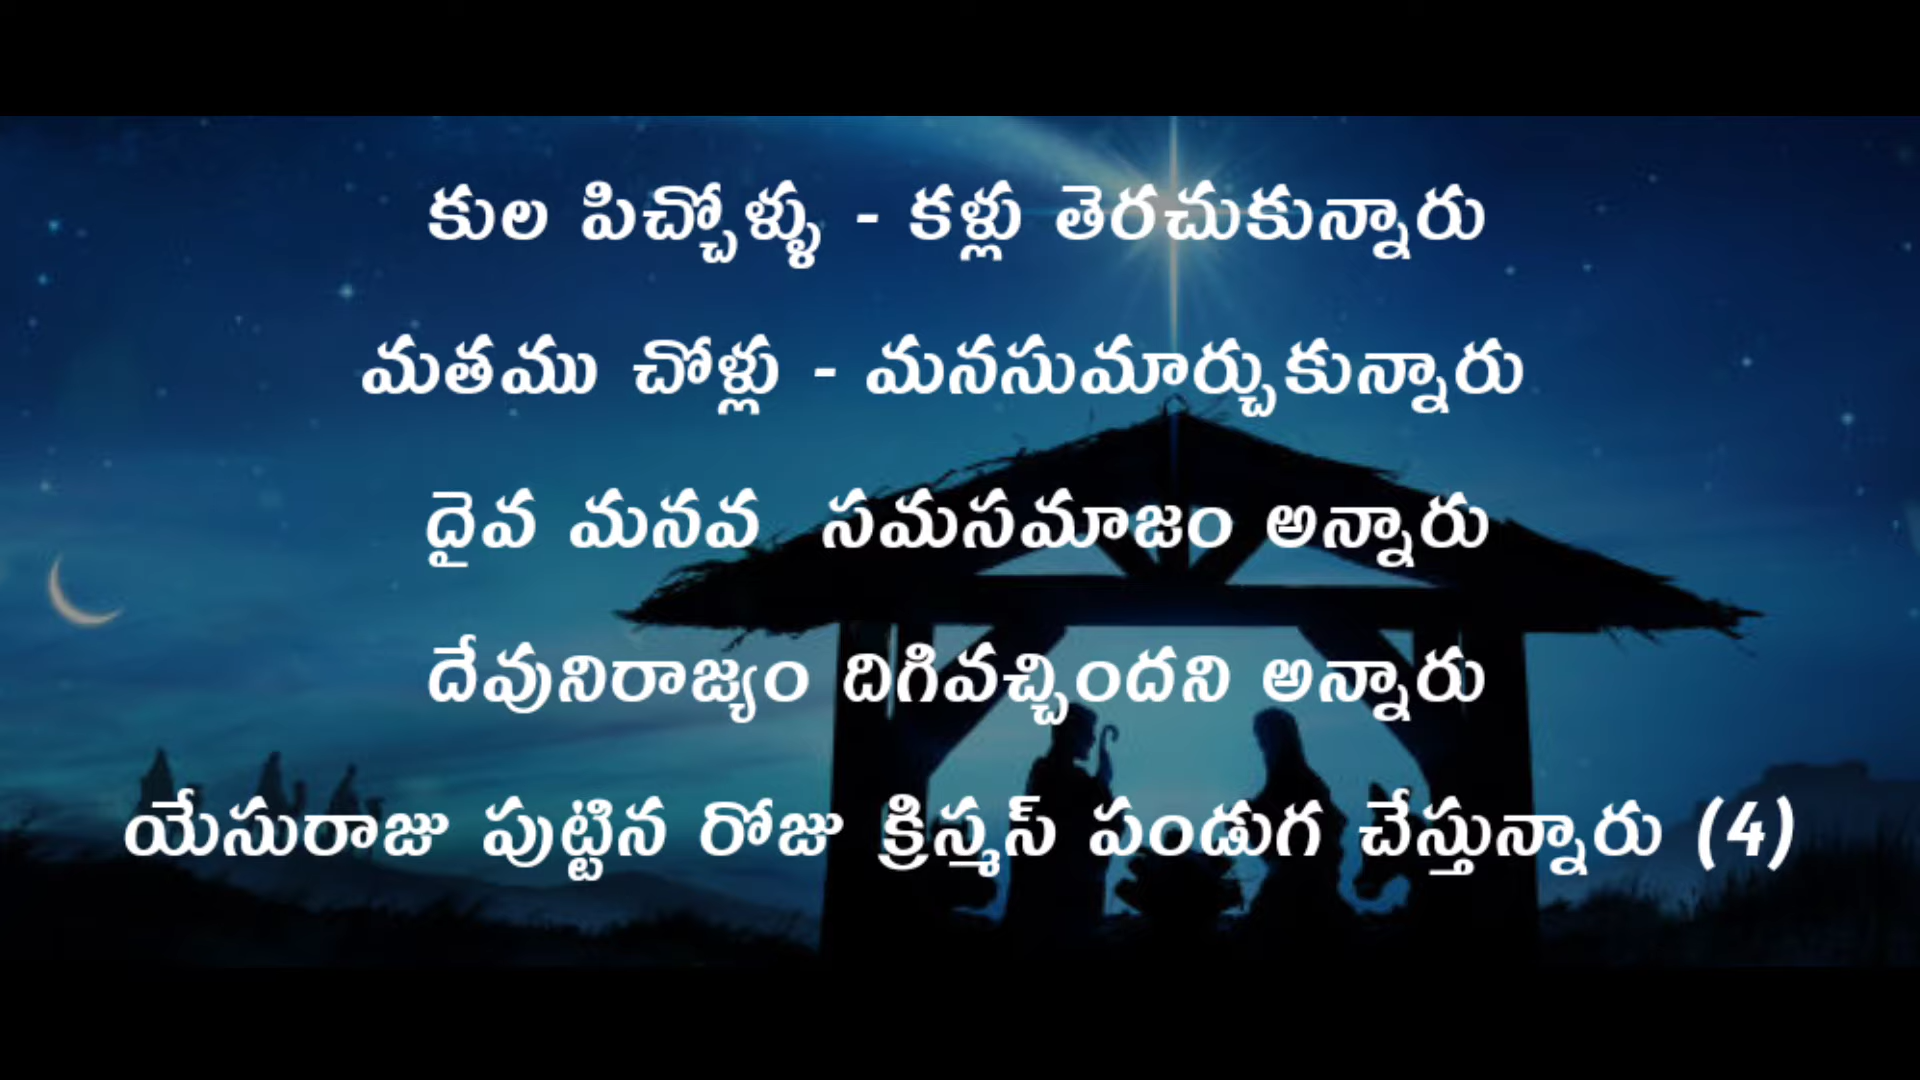 కుల పిచ్చోళ్ళు - కళ్లు తెరచుకున్నారు
మతము చోళ్లు - మనసుమార్చుకున్నారు
దైవ మనవ సమసమాజం అన్నారు
దేవునిరాజ్యం దిగివచ్చిందని అన్నారు
యేసురాజు పుట్టిన రోజు క్రిస్మస్ పండుగ చేస్తున్నారు (4)